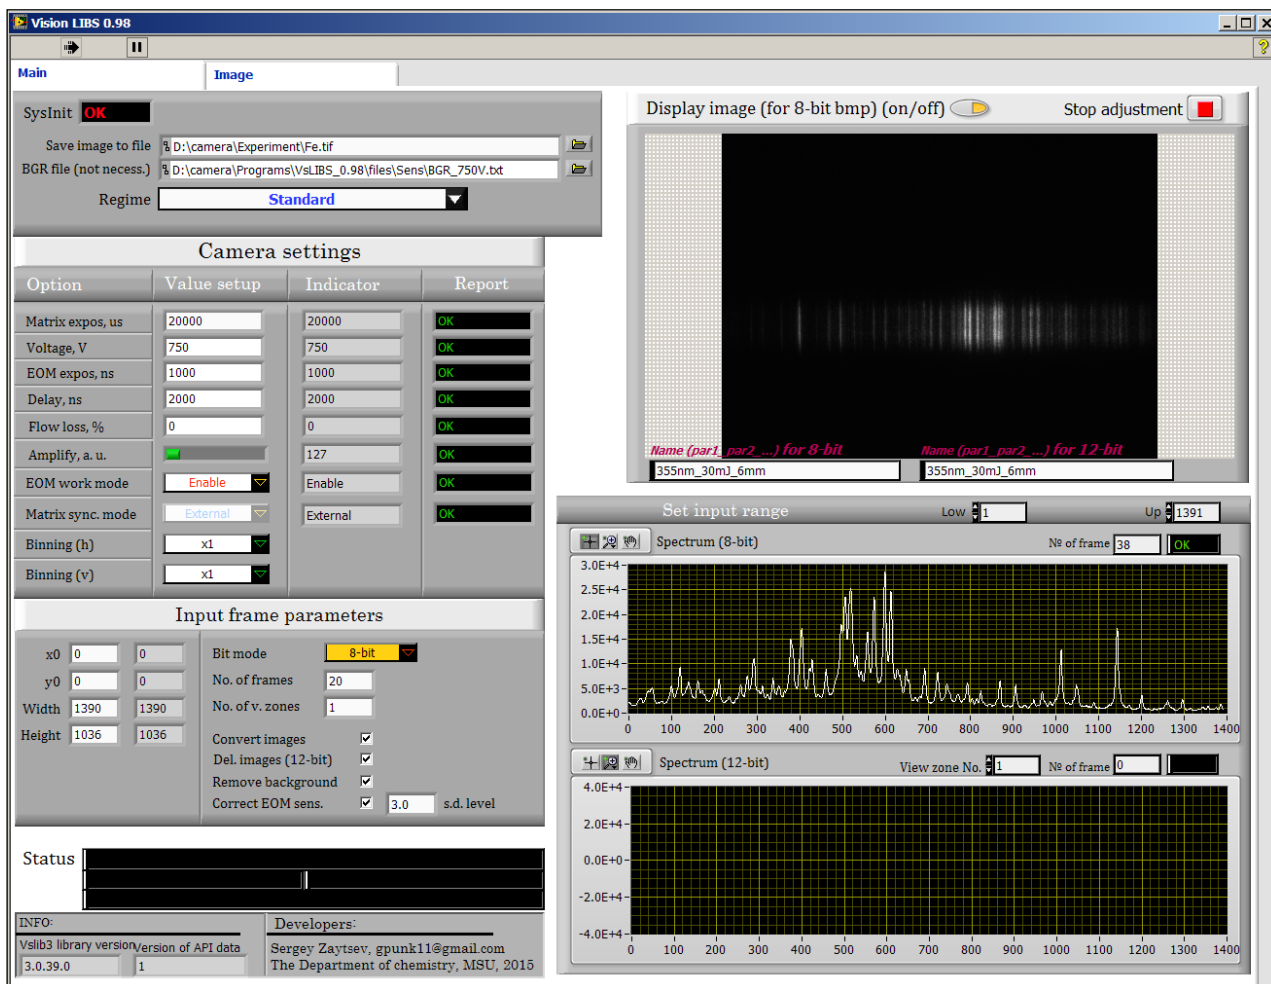 Vision LIBS 0.98
Main
Image
SysInit OK
Save image to file D:\camera\Experiment\Fe.tif
BGR file (not necess.) D:\camera\Programs\VsLIBS_0.98\files\Sens\BGR_750V.txt
Regime Standard
Display image (for 8-bit bmp) (on/off) Stop adjustment
Name (par1_par2_...) for 8-bit Name (par1_par2_...) for 12-bit
355nm_30mJ_6mm 355nm_30mJ_6mm
Camera settings
Option Value setup Indicator Report
Matrix expos, us 20000 20000 OK
Voltage, V 750 750 OK
EOM expos, ns 1000 1000 OK
Delay, ns 2000 2000 OK
Flow loss, % 0 0 OK
Amplify, a. u. 127 OK
EOM work mode Enable Enable OK
Matrix sync. mode External External OK
Binning (h) x1
Binning (v) x1
Input frame parameters
x0 0 0
y0 0 0
Width 1390 1390
Height 1036 1036
Bit mode 8-bit
No. of frames 20
No. of v. zones 1
Convert images
Del. images (12-bit)
Remove background
Correct EOM sens. 3.0 s.d. level
Set input range Low 1 Up 1391
Spectrum (8-bit) № of frame 38 OK
3.0E+4
2.5E+4
2.0E+4
1.5E+4
1.0E+4
5.0E+3
0.0E+0
0 100 200 300 400 500 600 700 800 900 1000 1100 1200 1300 1400
Spectrum (12-bit) View zone No. 1 № of frame 0
4.0E+4
2.0E+4
0.0E+0
-2.0E+4
-4.0E+4
0 100 200 300 400 500 600 700 800 900 1000 1100 1200 1300 1400
Status
INFO:
Vslib3 library version Version of API data
3.0.39.0 1
Developers:
Sergey Zaytsev, gpunk11@gmail.com
The Department of chemistry, MSU, 2015